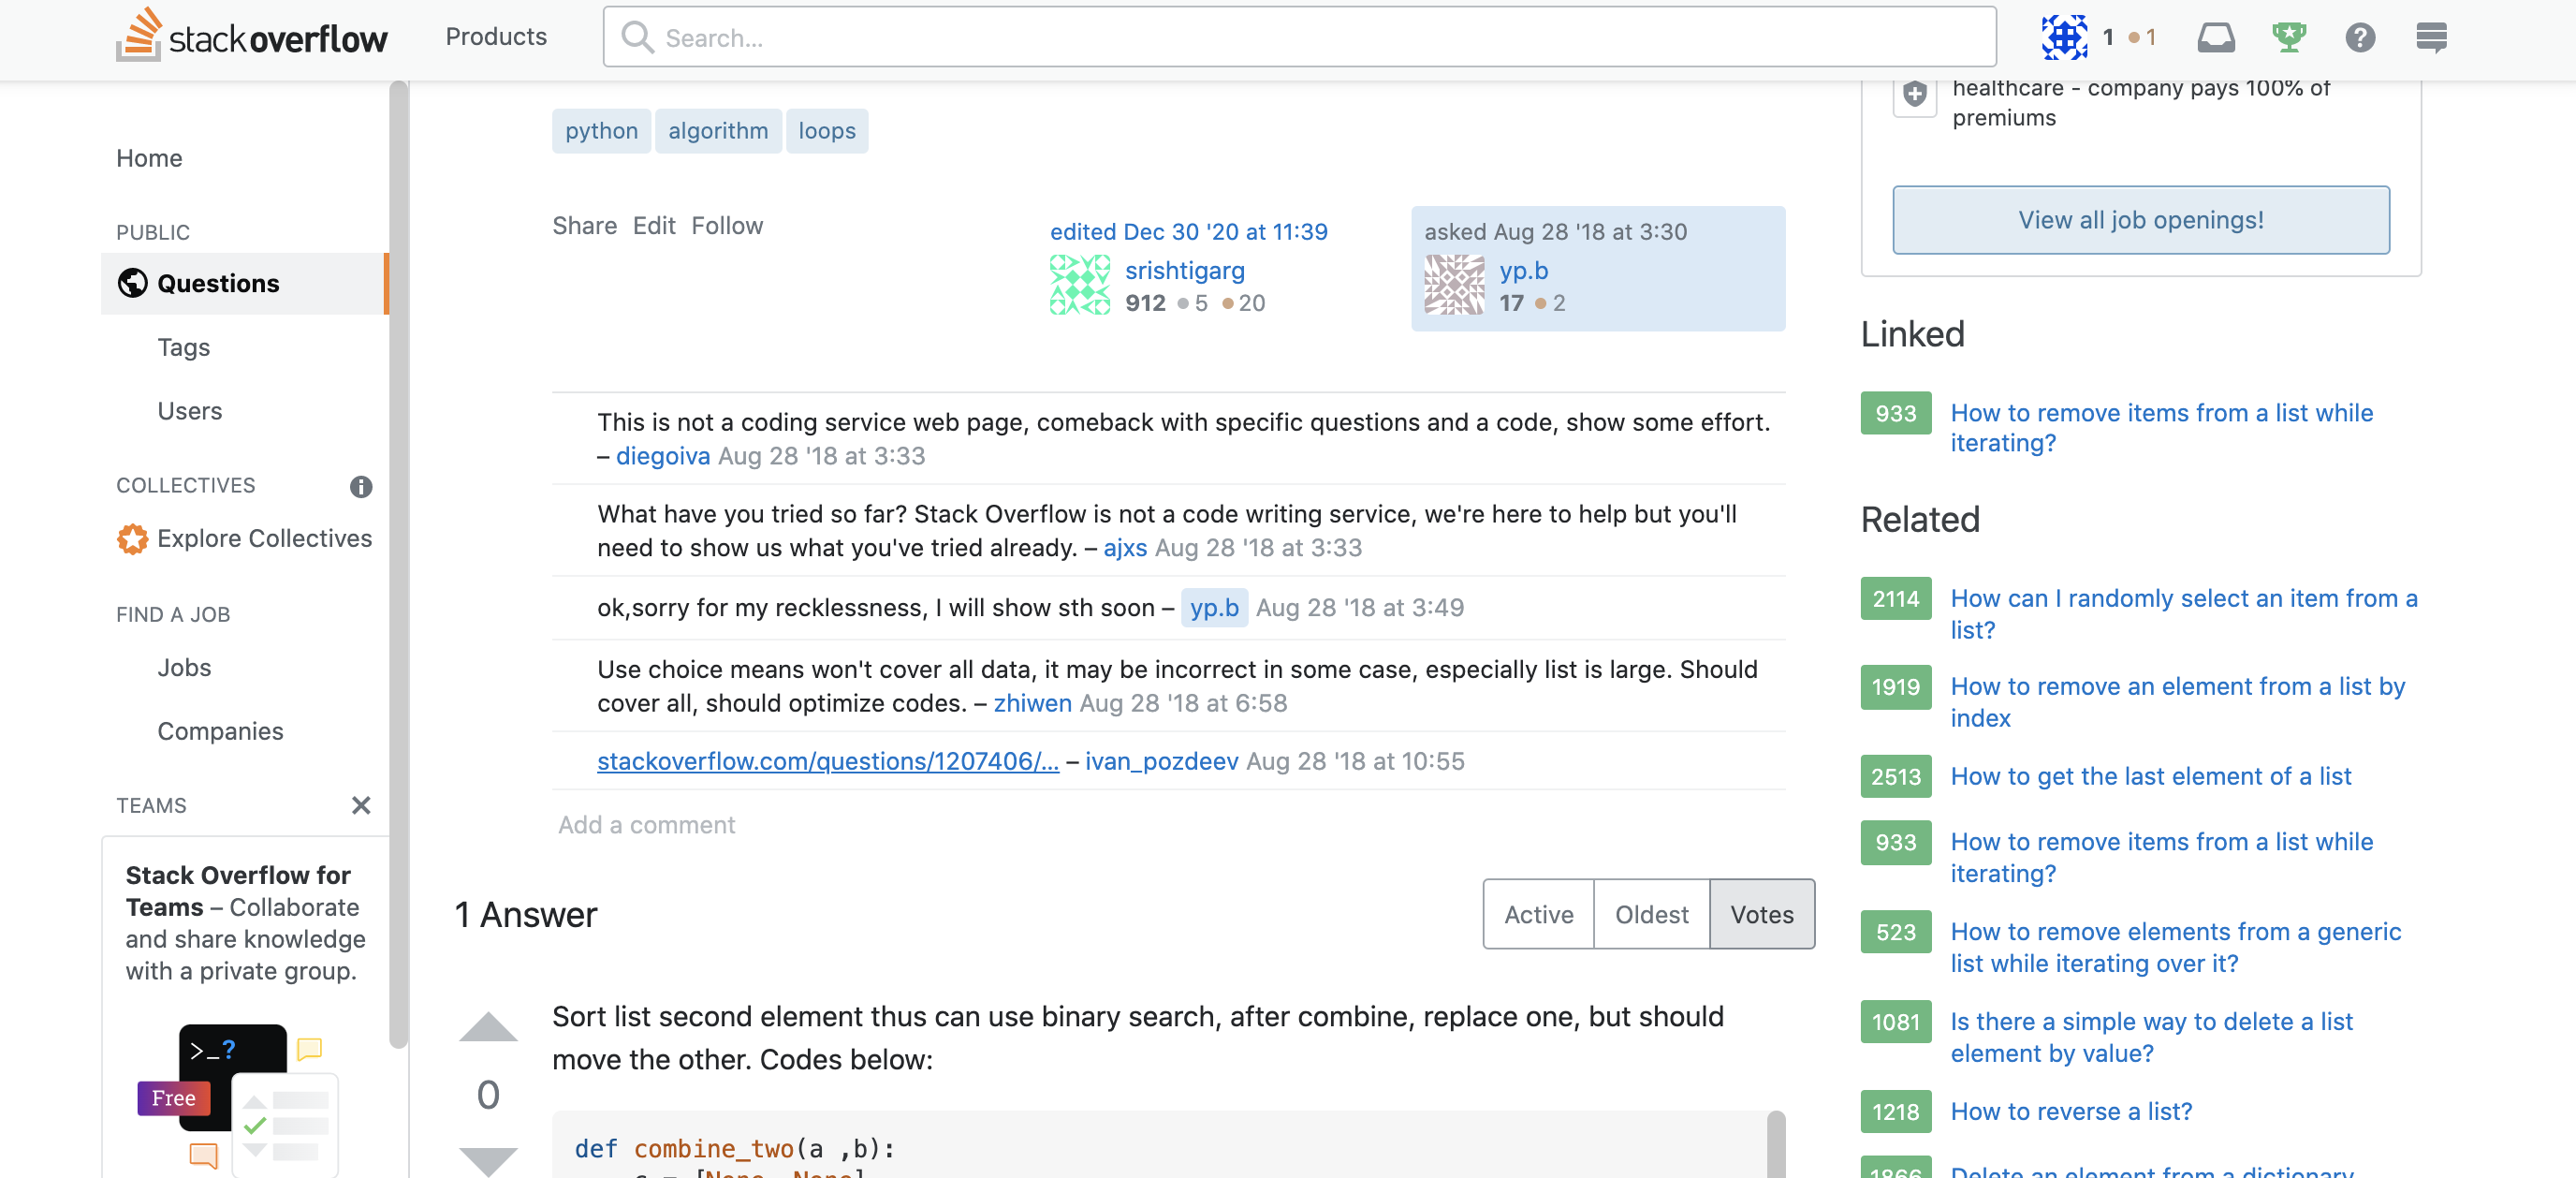 stackoverflow
Products
Search...
1 1
Home
PUBLIC
Questions
Tags
Users
COLLECTIVES
Explore Collectives
FIND A JOB
Jobs
Companies
TEAMS
Stack Overflow for
Teams – Collaborate
and share knowledge
with a private group.
>_?
Free
python algorithm loops
Share Edit Follow
edited Dec 30 '20 at 11:39
srishtigarg
912 5 20
asked Aug 28 '18 at 3:30
yp.b
17 2
This is not a coding service web page, comeback with specific questions and a code, show some effort.
– diegoiva Aug 28 '18 at 3:33
What have you tried so far? Stack Overflow is not a code writing service, we're here to help but you'll
need to show us what you've tried already. – ajxs Aug 28 '18 at 3:33
ok,sorry for my recklessness, I will show sth soon – yp.b Aug 28 '18 at 3:49
Use choice means won't cover all data, it may be incorrect in some case, especially list is large. Should
cover all, should optimize codes. – zhiwen Aug 28 '18 at 6:58
stackoverflow.com/questions/1207406/… – ivan_pozdeev Aug 28 '18 at 10:55
Add a comment
1 Answer
Active Oldest Votes
0
Sort list second element thus can use binary search, after combine, replace one, but should
move the other. Codes below:
def combine_two(a ,b):
c = [None, None]
healthcare - company pays 100% of
premiums
View all job openings!
Linked
933 How to remove items from a list while
iterating?
Related
2114 How can I randomly select an item from a
list?
1919 How to remove an element from a list by
index
2513 How to get the last element of a list
933 How to remove items from a list while
iterating?
523 How to remove elements from a generic
list while iterating over it?
1081 Is there a simple way to delete a list
element by value?
1218 How to reverse a list?
1866 Delete an element from a dictionary